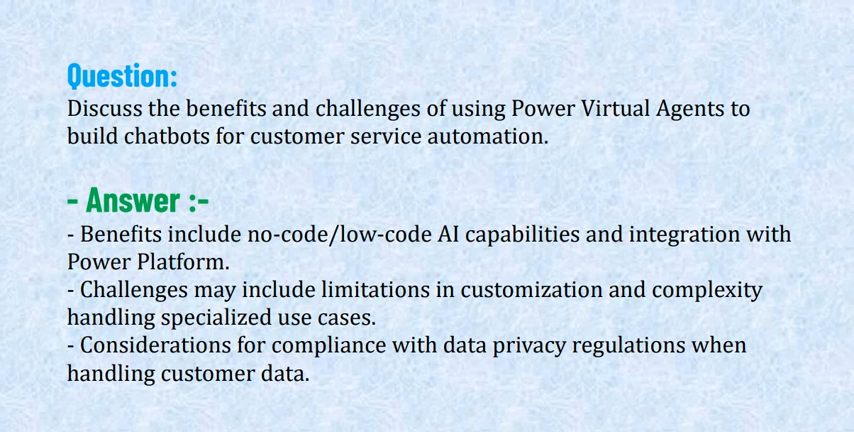 Question:
Discuss the benefits and challenges of using Power Virtual Agents to
build chatbots for customer service automation.
- Answer :-
- Benefits include no-code/low-code AI capabilities and integration with
Power Platform.
- Challenges may include limitations in customization and complexity
handling specialized use cases.
- Considerations for compliance with data privacy regulations when
handling customer data.